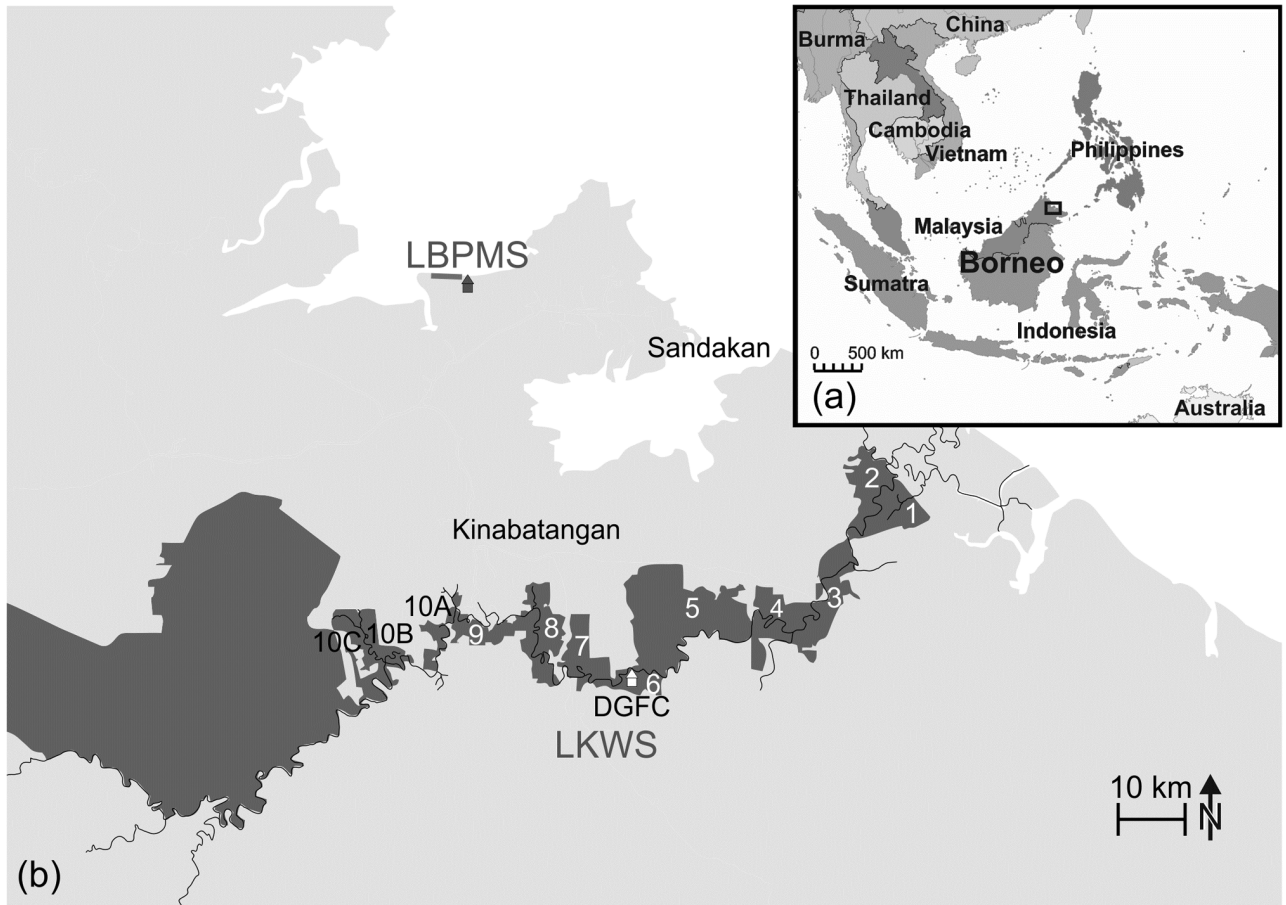 China
Burma
Thailand
Cambodia
Vietnam
Philippines
Malaysia
Borneo
Sumatra
Indonesia
0 500 km
(a)
Australia
LBPMS
Sandakan
2
1
Kinabatangan
10A
10C
10B
9
8
7
5
4
3
6
DGFC
LKWS
10 km
N
(b)